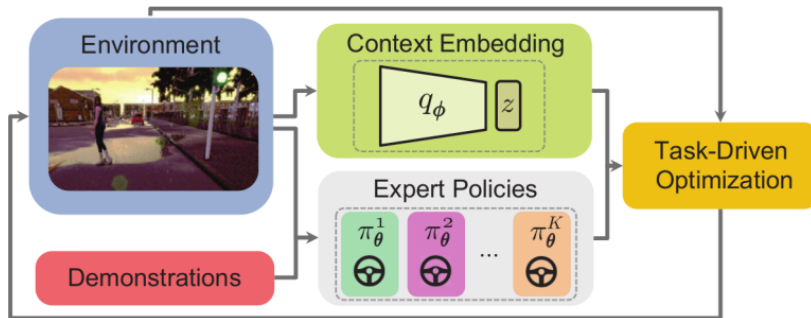 Environment
Context Embedding
qϕ
z
Task-Driven
Optimization
Expert Policies
π¹θ π²θ ... πᴷθ
Demonstrations